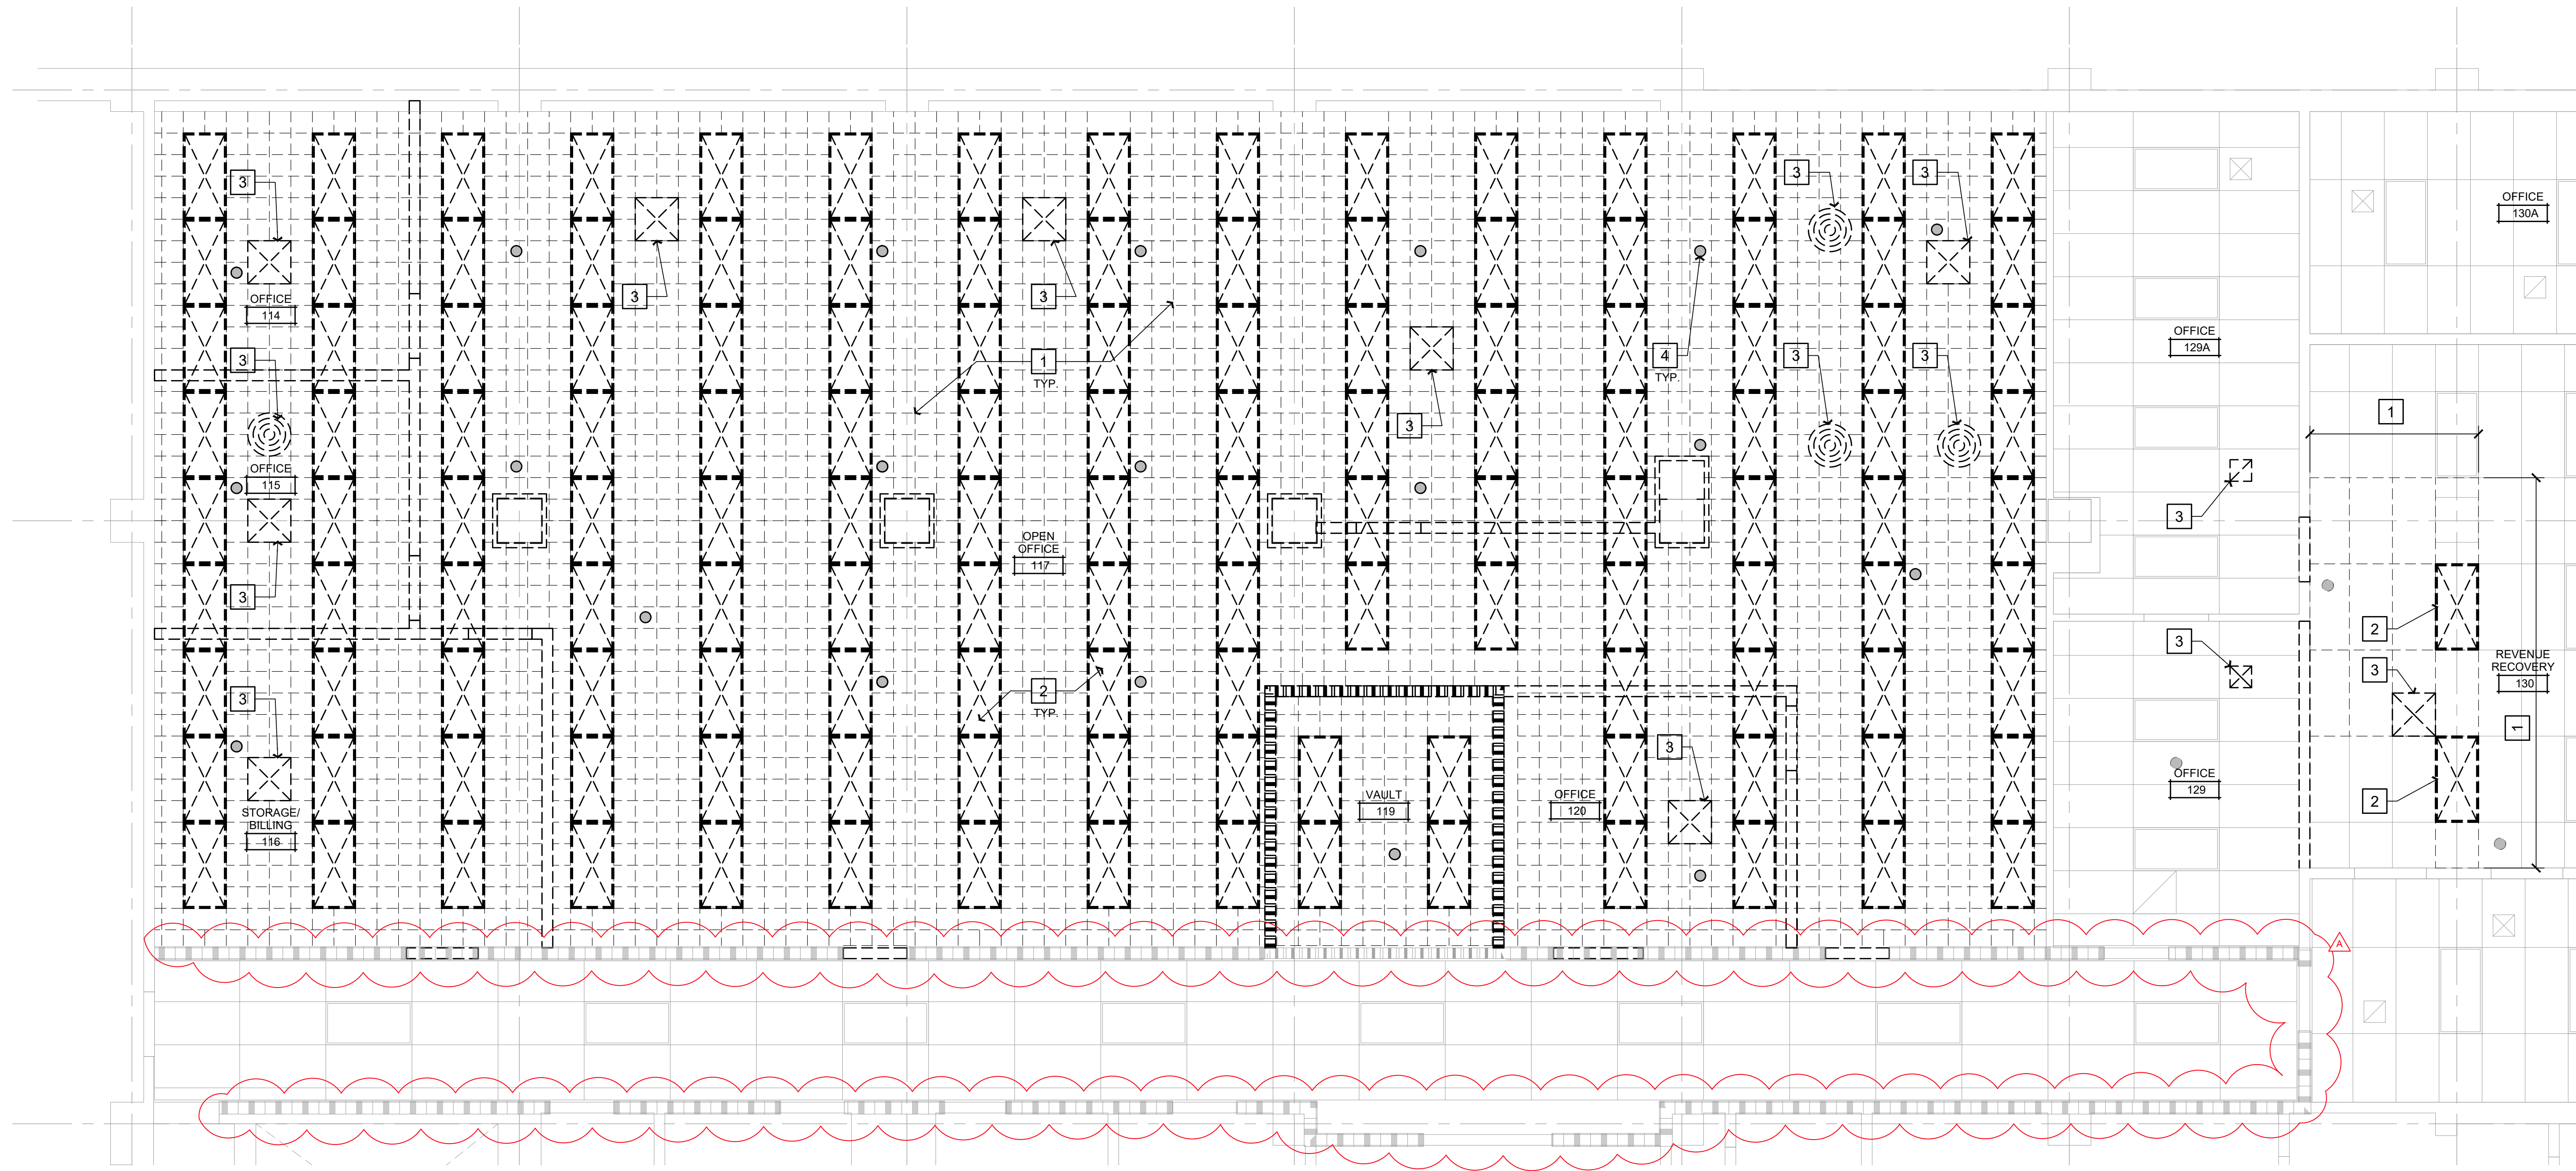 3
3
3
3
OFFICE
130A
3
3
OFFICE
114
OFFICE
129A
3
1
TYP.
4
TYP.
3
3
1
3
OFFICE
115
3
OPEN
OFFICE
117
3
2
3
3
2
TYP.
3
REVENUE
RECOVERY
130
1
3
OFFICE
129
VAULT
119
OFFICE
120
2
STORAGE/
BILLING
116
A